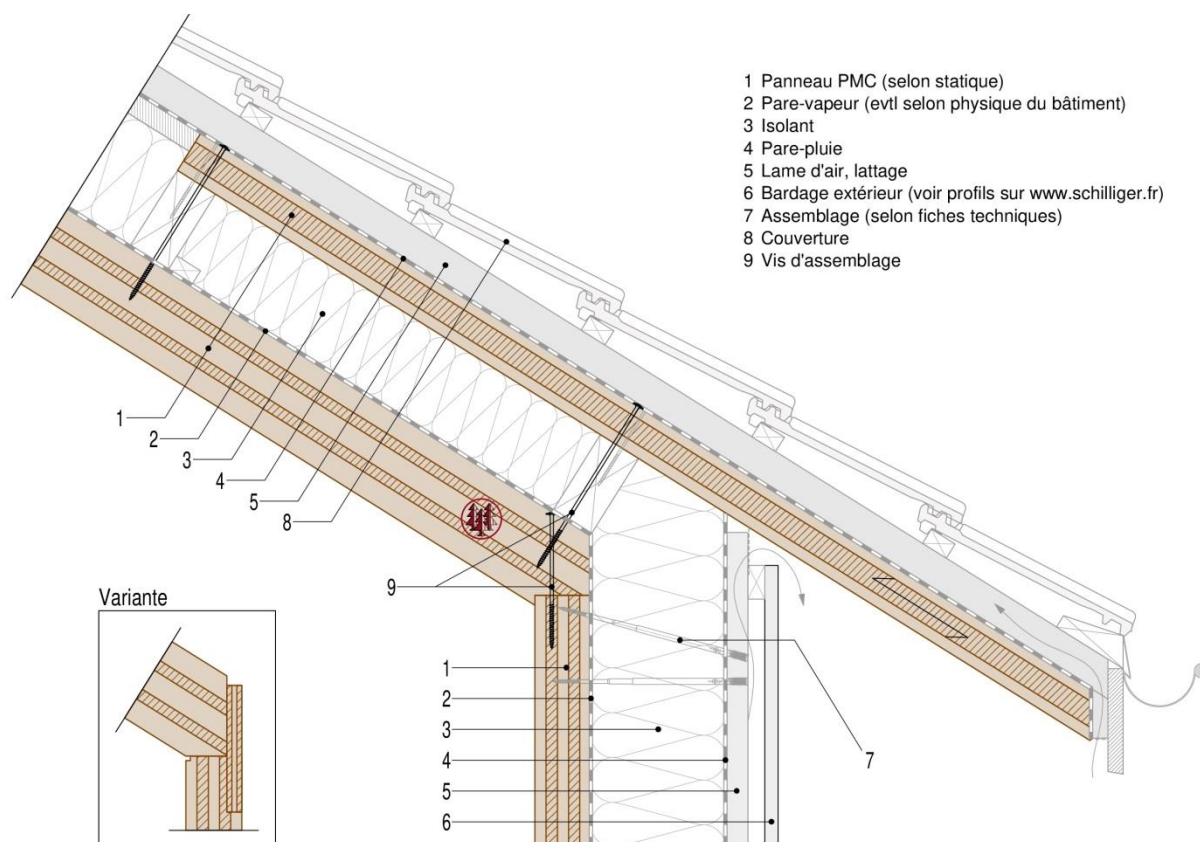 1 Panneau PMC (selon statique)
2 Pare-vapeur (evtl selon physique du bâtiment)
3 Isolant
4 Pare-pluie
5 Lame d'air, lattage
6 Bardage extérieur (voir profils sur www.schilliger.fr)
7 Assemblage (selon fiches techniques)
8 Couverture
9 Vis d'assemblage
1
2
3
4
5
8
9
Variante
1
2
3
4
5
6
7